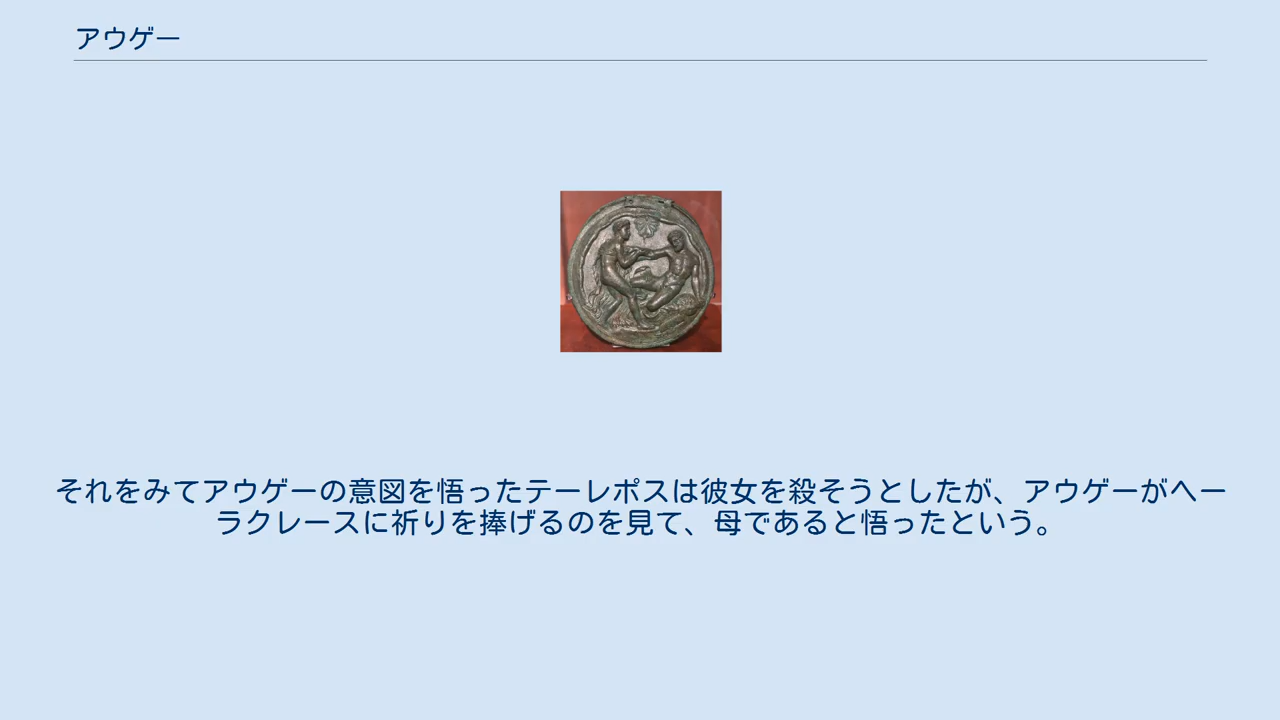 アウゲー
それをみてアウゲーの意図を悟ったテーレポスは彼女を殺そうとしたが、アウゲーがヘー
ラクレースに祈りを捧げるのを見て、母であると悟ったという。